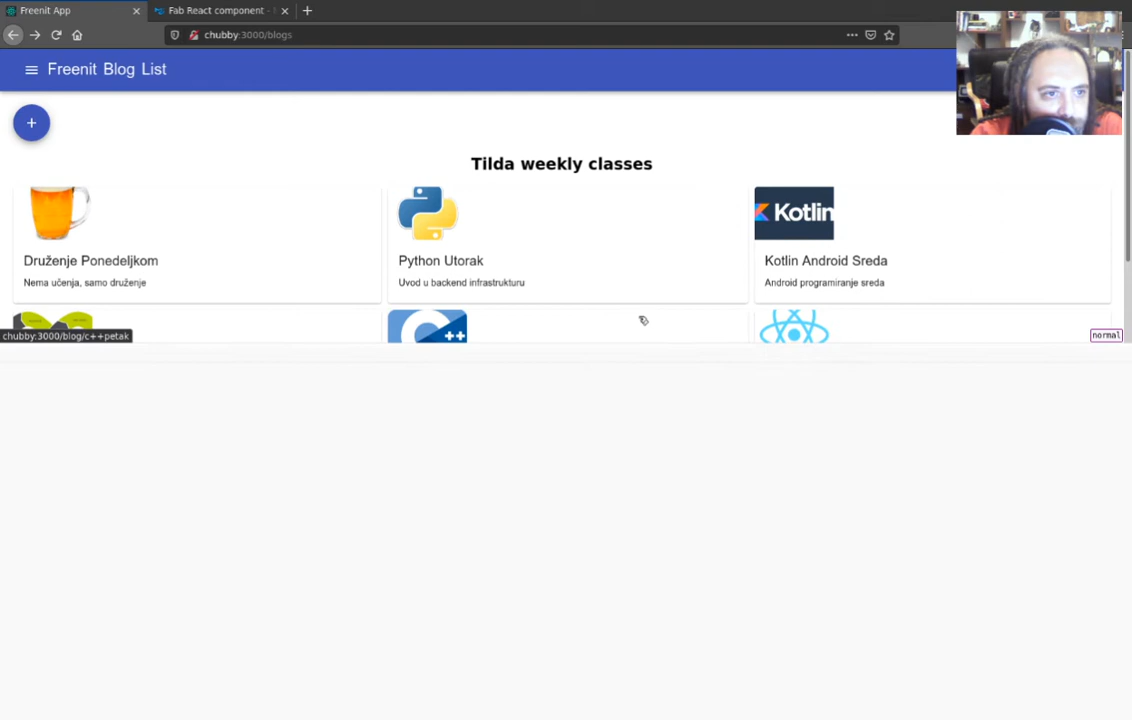 Freenit App
Fab React component -
chubby:3000/blogs
Freenit Blog List
+
Tilda weekly classes
Kotlin
Druženje Ponedeljkom
Nema učenja, samo druženje
Python Utorak
Uvod u backend infrastrukturu
Kotlin Android Sreda
Android programiranje sreda
C++
chubby:3000/blog/c++petak
normal